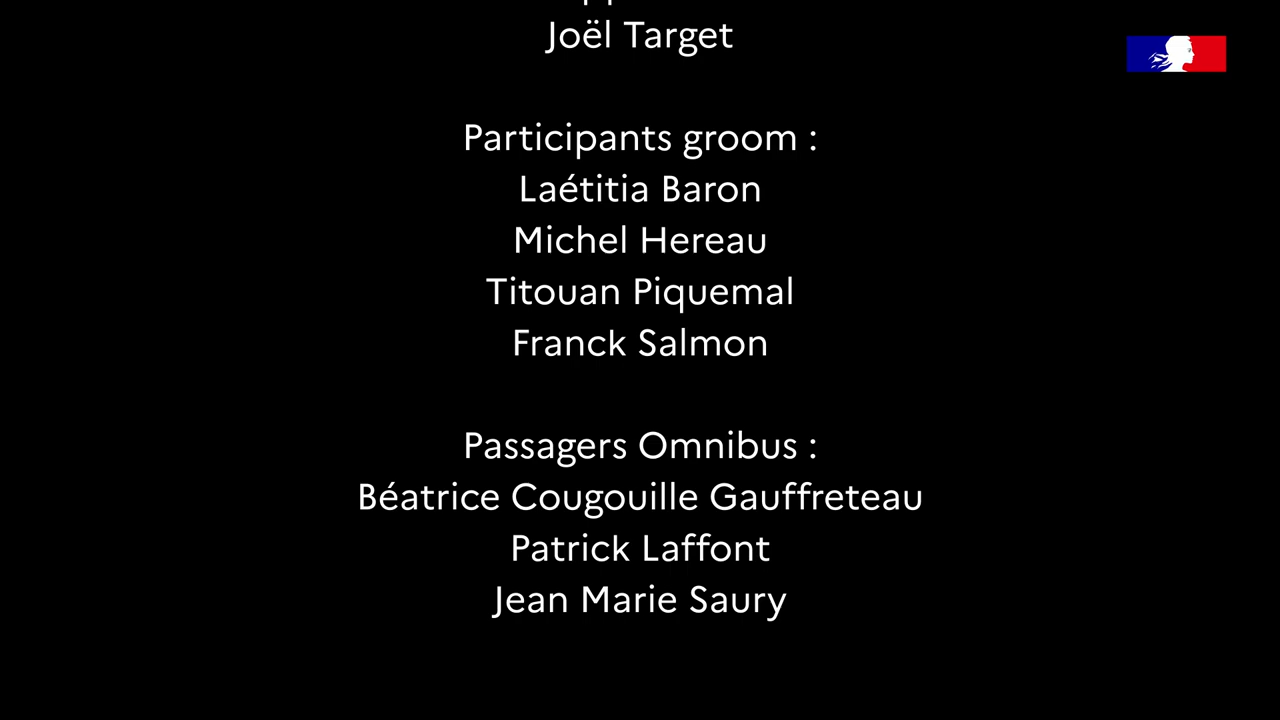 Joël Target
Participants groom :
Laétitia Baron
Michel Hereau
Titouan Piquemal
Franck Salmon
Passagers Omnibus :
Béatrice Cougouille Gauffreteau
Patrick Laffont
Jean Marie Saury